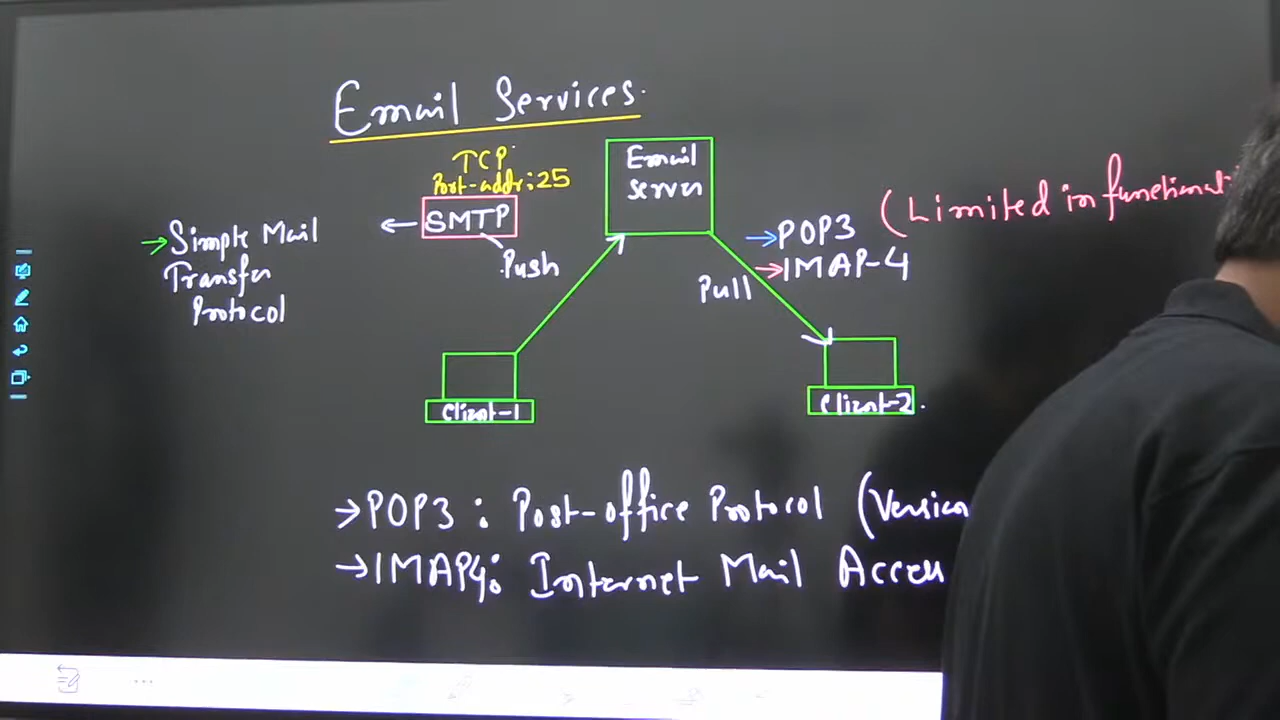 Email Services.
TCP
Port-addr:25
Email
server
SMTP
Push
→Simple Mail
Transfer
Protocol
→POP3
(Limited in functional
→IMAP-4
Pull
Client-1
Client-2.
→POP3 : Post-office Protocol (Version
→IMAP4: Internet Mail Access